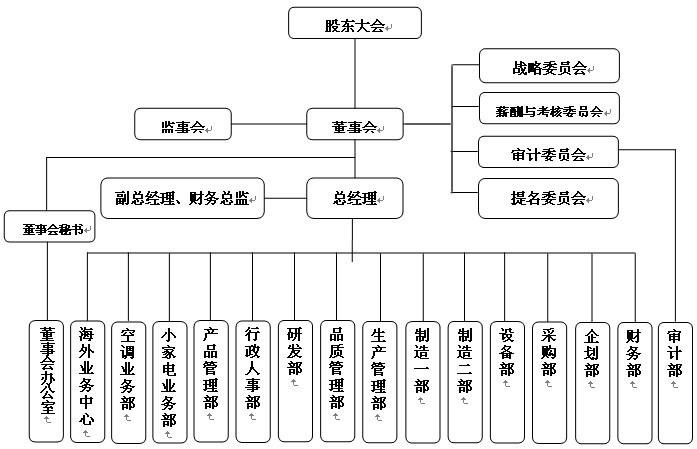 股东大会
战略委员会
薪酬与考核委员会
监事会
董事会
审计委员会
副总经理、财务总监
总经理
提名委员会
董事会秘书
董事会办公室
海外业务中心
空调业务部
小家电业务部
产品管理部
行政人事部
研发部
品质管理部
生产管理部
制造一部
制造二部
设备部
采购部
企划部
财务部
审计部